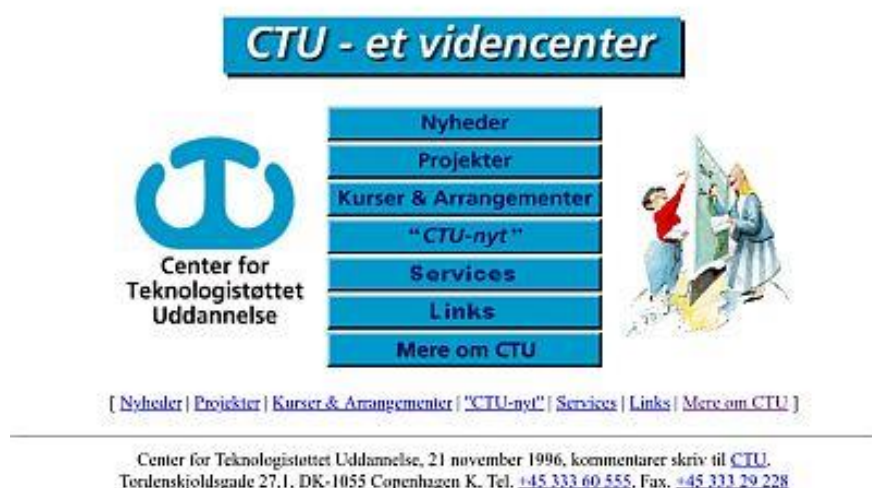 CTU - et videncenter
Nyheder
Projekter
Kurser & Arrangementer
"CTU-nyt"
Services
Links
Mere om CTU
Center for
Teknologistøttet
Uddannelse
[ Nyheder | Projekter | Kurser & Arrangementer | "CTU-nyt" | Services | Links | Mere om CTU ]
Center for Teknologistøttet Uddannelse, 21 november 1996, kommentarer skriv til CTU.
Tordenskjoldsgade 27,1, DK-1055 Copenhagen K, Tel. +45 333 60 555, Fax. +45 333 29 228